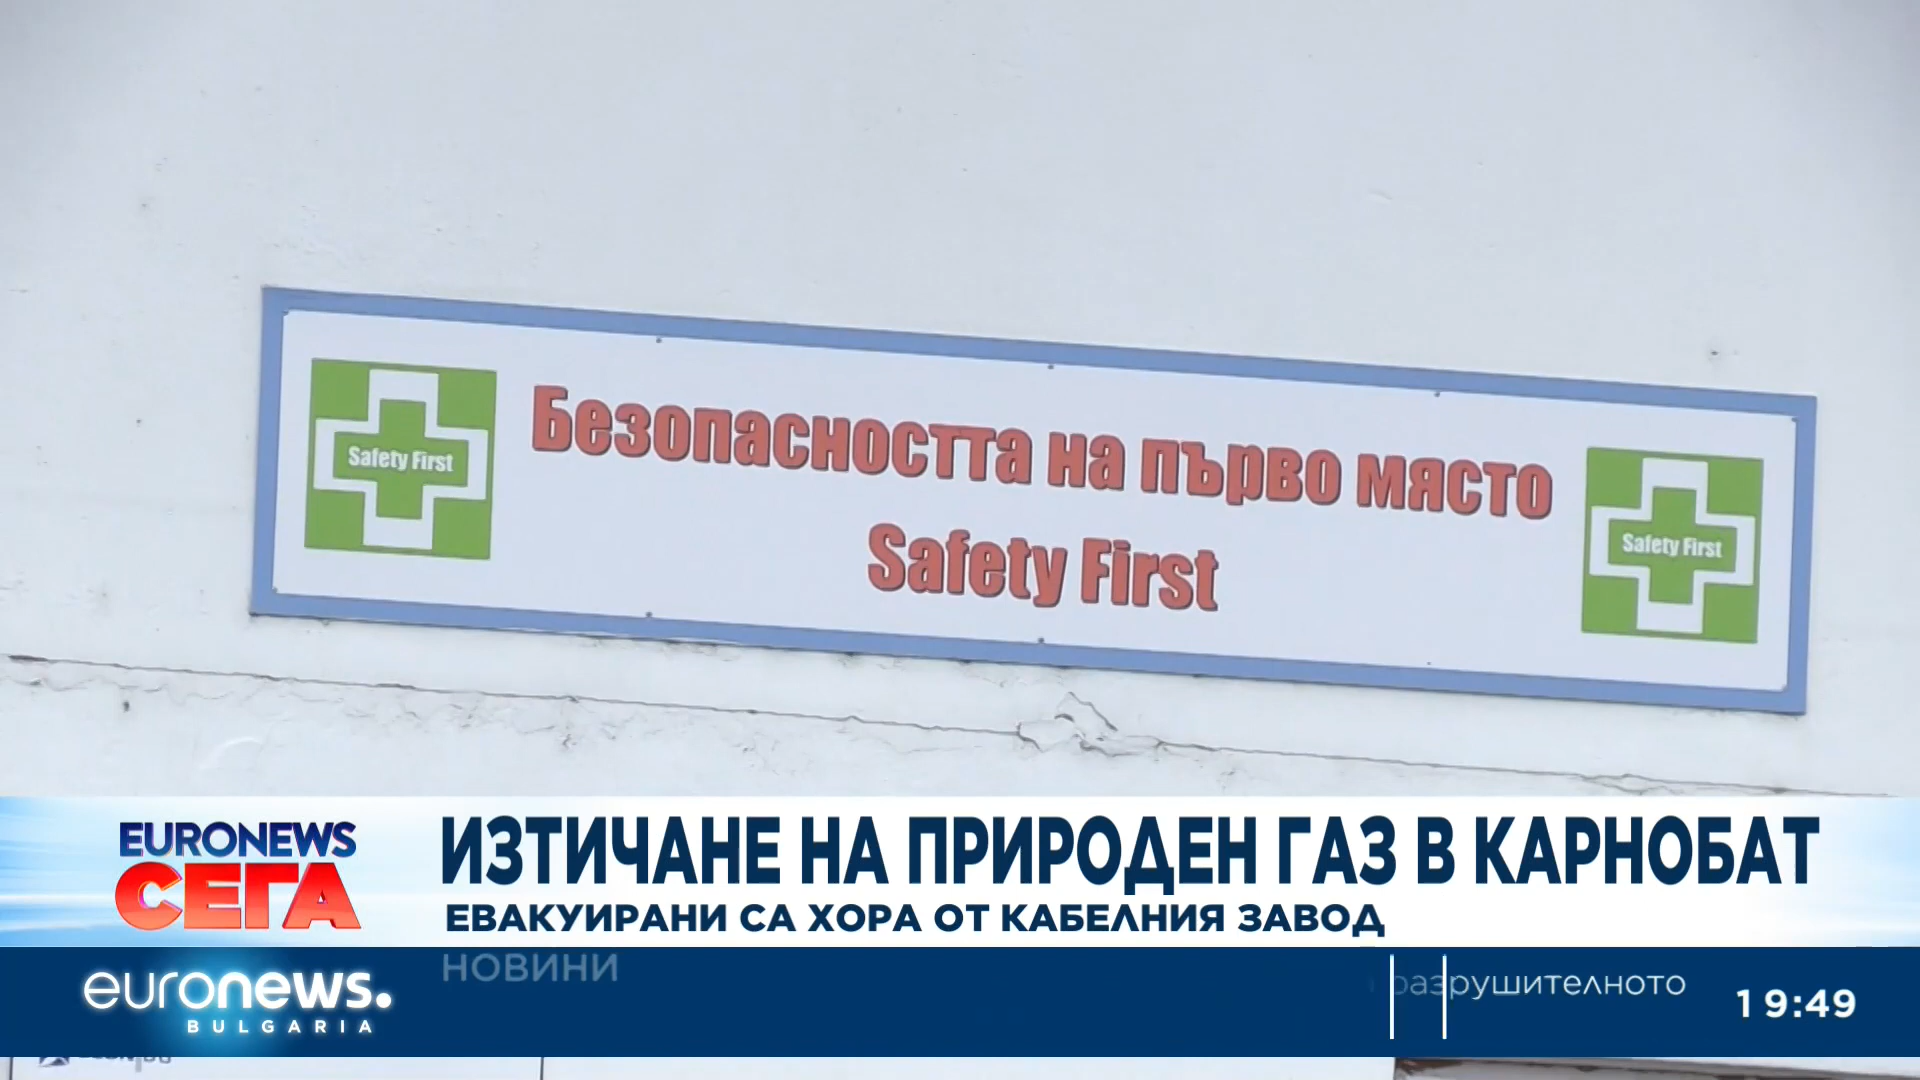 Безопасността на първо място
Safety First
Safety First
Safety First
EURONEWS
СЕГА
ИЗТИЧАНЕ НА ПРИРОДЕН ГАЗ В КАРНОБАТ
ЕВАКУИРАНИ СА ХОРА ОТ КАБЕЛНИЯ ЗАВОД
euronews.
BULGARIA
НОВИНИ
разрушителното
19:49